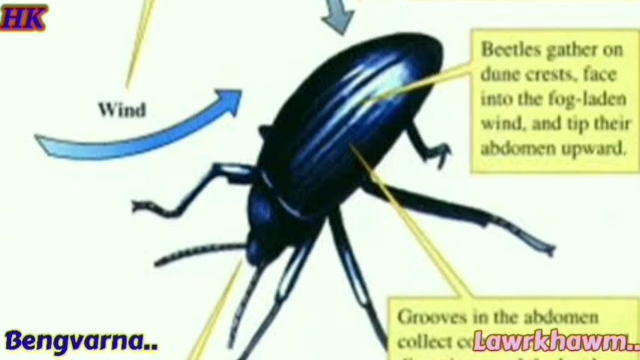 HK
Wind
Beetles gather on
dune crests, face
into the fog-laden
wind, and tip their
abdomen upward.
Grooves in the abdomen
collect
Bengvarna..
Lawrkhawm..